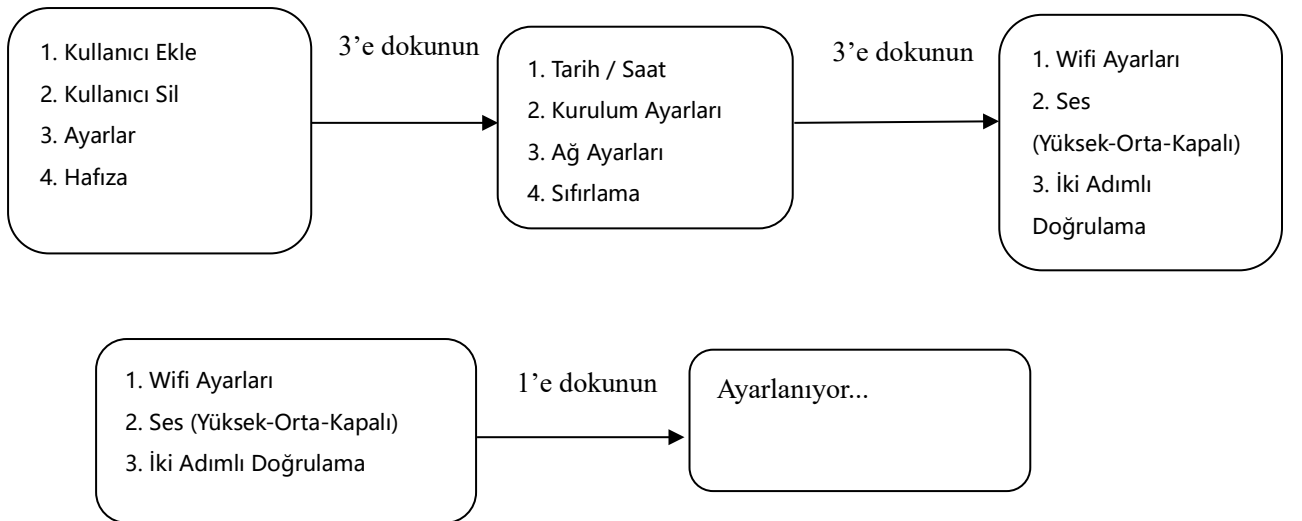 1. Kullanıcı Ekle
2. Kullanıcı Sil
3. Ayarlar
4. Hafıza
3’e dokunun
1. Tarih / Saat
2. Kurulum Ayarları
3. Ağ Ayarları
4. Sıfırlama
3’e dokunun
1. Wifi Ayarları
2. Ses
(Yüksek-Orta-Kapalı)
3. İki Adımlı
Doğrulama
1. Wifi Ayarları
2. Ses (Yüksek-Orta-Kapalı)
3. İki Adımlı Doğrulama
1’e dokunun
Ayarlanıyor...